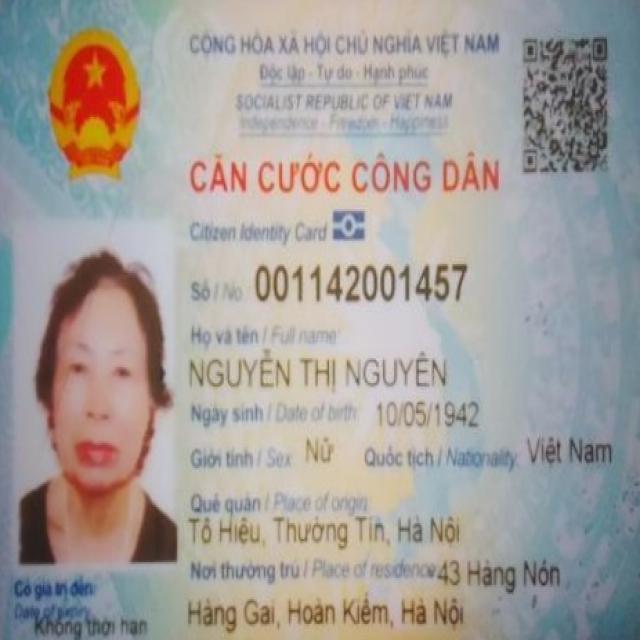 CỘNG HÒA XÃ HỘI CHỦ NGHĨA VIỆT NAM
Độc lập - Tự do - Hạnh phúc
SOCIALIST REPUBLIC OF VIET NAM
Independence - Freedom - Happiness
CĂN CƯỚC CÔNG DÂN
Citizen Identity Card
Số / No. 001142001457
Họ và tên / Full name:
NGUYỄN THỊ NGUYÊN
Ngày sinh / Date of birth: 10/05/1942
Giới tính / Sex: Nữ Quốc tịch / Nationality: Việt Nam
Quê quán / Place of origin:
Tô Hiệu, Thường Tín, Hà Nội
Nơi thường trú / Place of residence: 43 Hàng Nón
Hàng Gai, Hoàn Kiếm, Hà Nội
Có giá trị đến:
Date of expiry
Không thời hạn